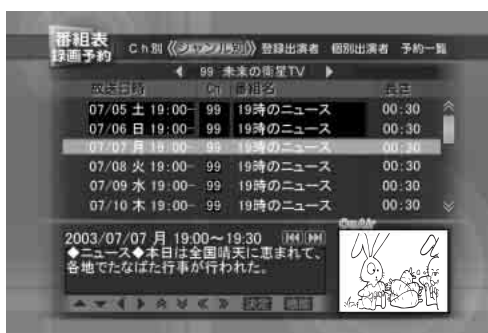 番組表
録画予約
Ch別 ジャンル別 登録出演者 個別出演者 予約一覧
99 未来の衛星TV
放送日時 Ch 番組名 長さ
07/05 土 19:00- 99 19時のニュース 00:30
07/06 日 19:00- 99 19時のニュース 00:30
07/07 月 19:00- 99 19時のニュース 00:30
07/08 火 19:00- 99 19時のニュース 00:30
07/09 水 19:00- 99 19時のニュース 00:30
07/10 木 19:00- 99 19時のニュース 00:30
OnAir
2003/07/07 月 19:00～19:30
◆ニュース◆本日は全国晴天に恵まれて、
各地でたなばた行事が行われた。
決定